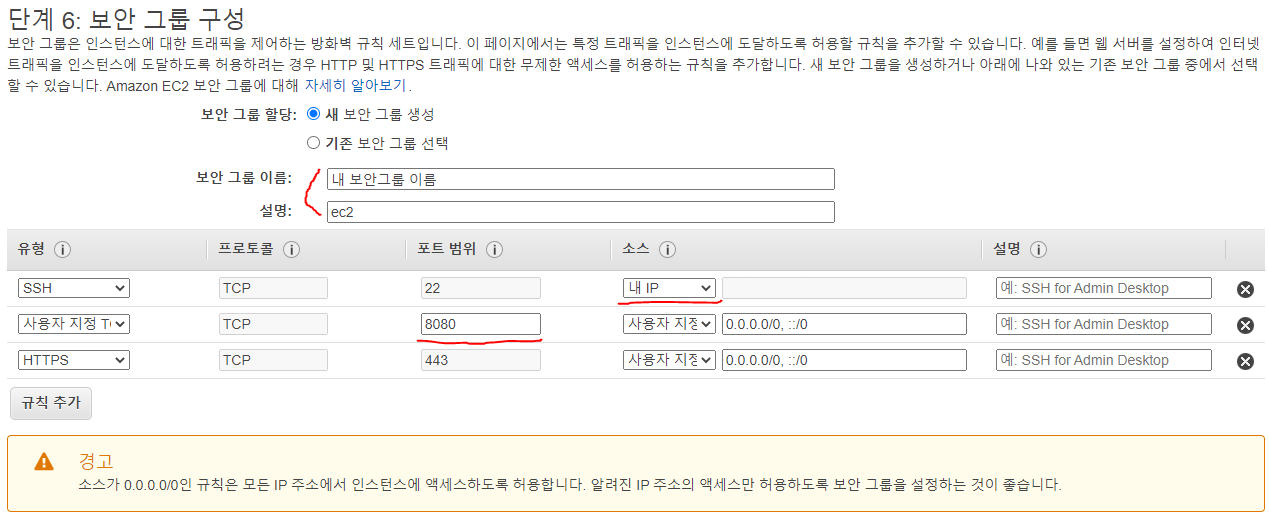 단계 6: 보안 그룹 구성
보안 그룹은 인스턴스에 대한 트래픽을 제어하는 방화벽 규칙 세트입니다. 이 페이지에서는 특정 트래픽을 인스턴스에 도달하도록 허용할 규칙을 추가할 수 있습니다. 예를 들면 웹 서버를 설정하여 인터넷
트래픽을 인스턴스에 도달하도록 허용하려는 경우 HTTP 및 HTTPS 트래픽에 대한 무제한 액세스를 허용하는 규칙을 추가합니다. 새 보안 그룹을 생성하거나 아래에 나와 있는 기존 보안 그룹 중에서 선택
할 수 있습니다. Amazon EC2 보안 그룹에 대해 자세히 알아보기.
보안 그룹 할당: 새 보안 그룹 생성
기존 보안 그룹 선택
보안 그룹 이름: 내 보안그룹 이름
설명: ec2
유형 프로토콜 포트 범위 소스 설명
SSH TCP 22 내 IP 예: SSH for Admin Desktop
사용자 지정 TCP 8080 사용자 지정 0.0.0.0/0, ::/0 예: SSH for Admin Desktop
HTTPS TCP 443 사용자 지정 0.0.0.0/0, ::/0 예: SSH for Admin Desktop
규칙 추가
경고
소스가 0.0.0.0/0인 규칙은 모든 IP 주소에서 인스턴스에 액세스하도록 허용합니다. 알려진 IP 주소의 액세스만 허용하도록 보안 그룹을 설정하는 것이 좋습니다.